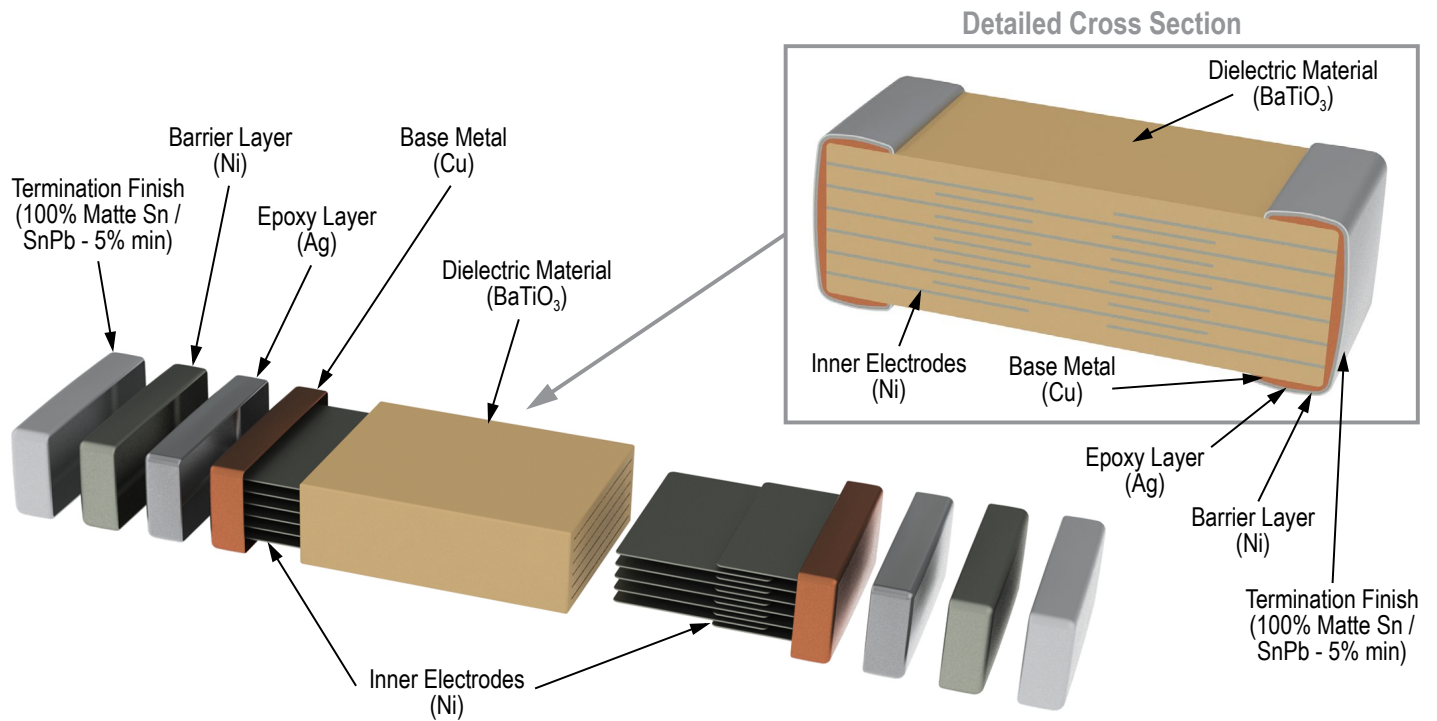 Detailed Cross Section
Dielectric Material
(BaTiO₃)
Barrier Layer
(Ni)
Base Metal
(Cu)
Termination Finish
(100% Matte Sn /
SnPb - 5% min)
Epoxy Layer
(Ag)
Dielectric Material
(BaTiO₃)
Inner Electrodes
(Ni)
Base Metal
(Cu)
Epoxy Layer
(Ag)
Barrier Layer
(Ni)
Termination Finish
(100% Matte Sn /
SnPb - 5% min)
Inner Electrodes
(Ni)